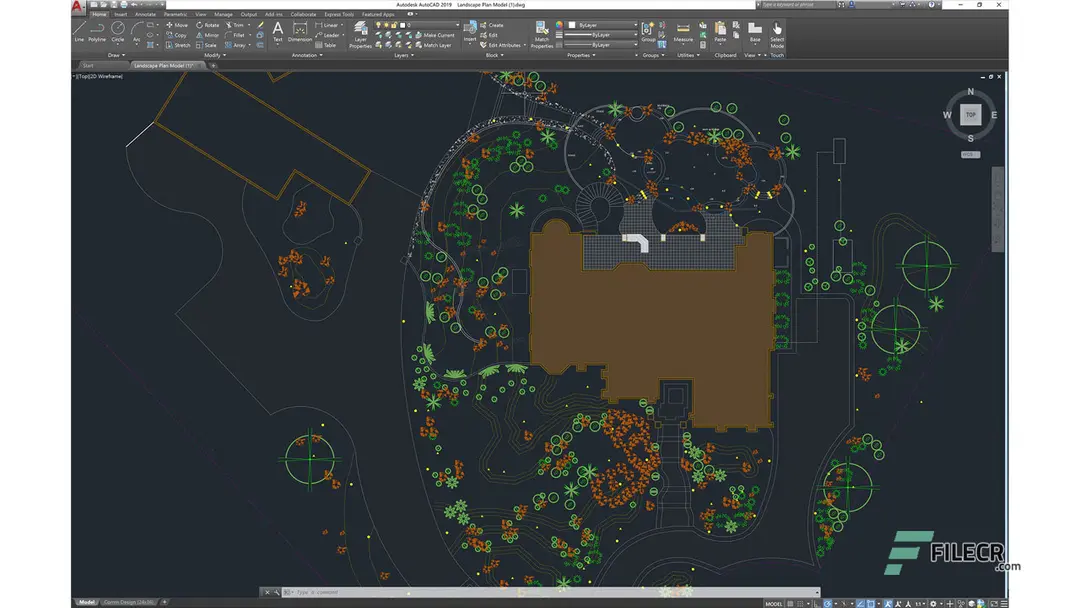 Autodesk AutoCAD 2019 Landscape Plan Model (1).dwg
Type a keyword or phrase
Home Insert Annotate Parametric View Manage Output Add-ins Collaborate Express Tools Featured Apps
Line Polyline Circle Arc
Move Rotate Trim
Copy Mirror Fillet
Stretch Scale Array
Text Dimension
Linear
Leader
Table
Layer Properties
0
Make Current
Match Layer
Insert
Create
Edit
Edit Attributes
Match Properties
ByLayer
ByLayer
ByLayer
Group
Measure
Paste
Base
Select Mode
Draw Modify Annotation Layers Block Properties Groups Utilities Clipboard View Touch
Start Landscape Plan Model (1)*
[Top][2D Wireframe]
N
W TOP E
S
WCS
Type a command
FILECR
.com
Model
MODEL
1:1